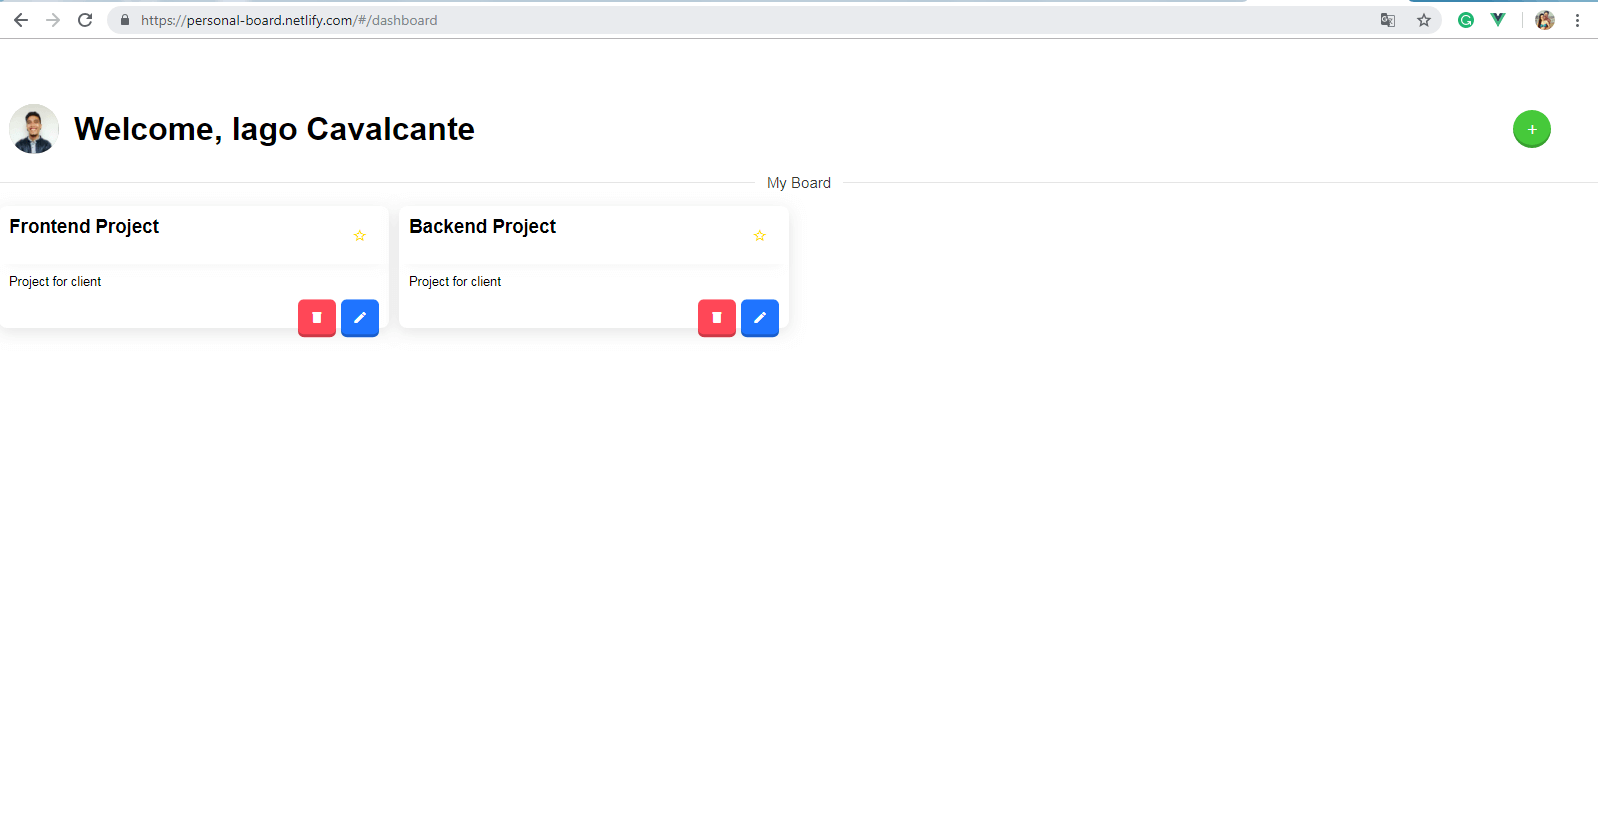 https://personal-board.netlify.com/#/dashboard
Welcome, Iago Cavalcante
+
My Board
Frontend Project
Project for client
Backend Project
Project for client